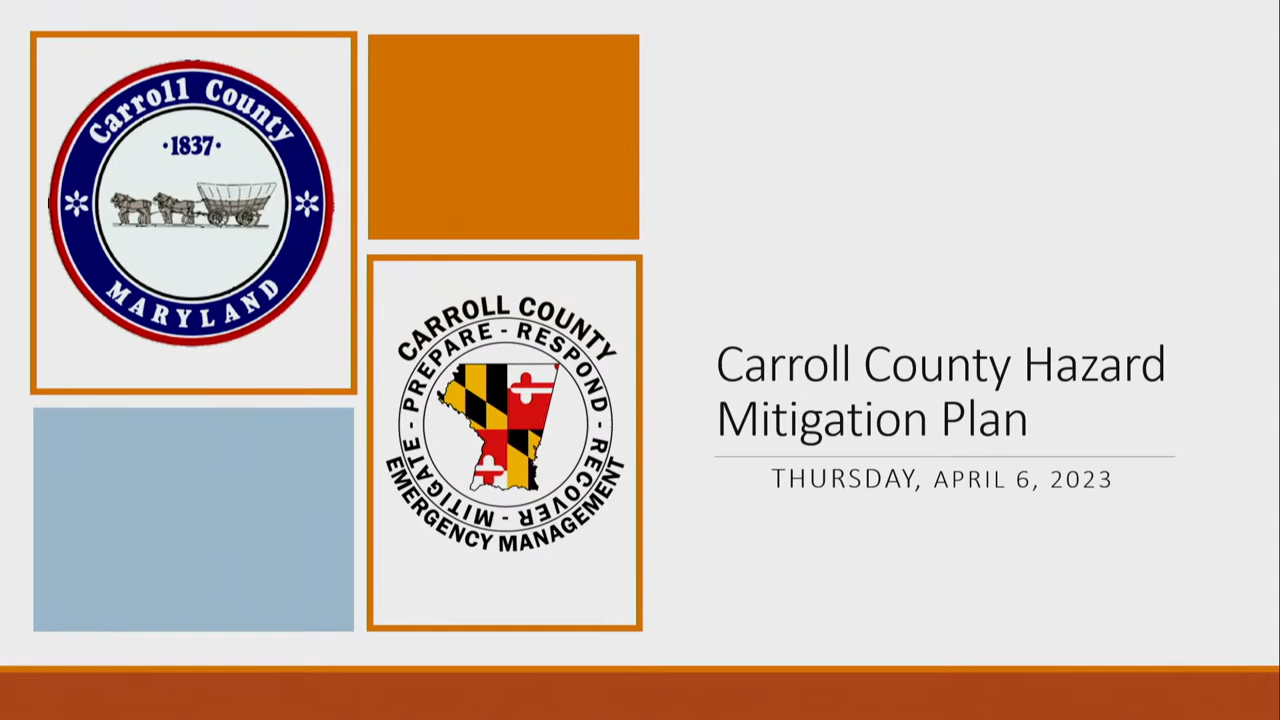 Carroll County
·1837·
MARYLAND
CARROLL COUNTY
PREPARE - RESPOND - RECOVER - MITIGATE -
EMERGENCY MANAGEMENT
Carroll County Hazard
Mitigation Plan
THURSDAY, APRIL 6, 2023